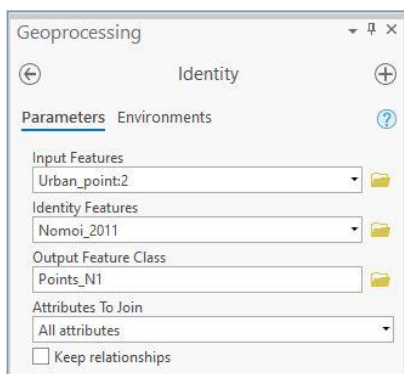 Geoprocessing
Identity
Parameters Environments
Input Features
Urban_point:2
Identity Features
Nomoi_2011
Output Feature Class
Points_N1
Attributes To Join
All attributes
Keep relationships